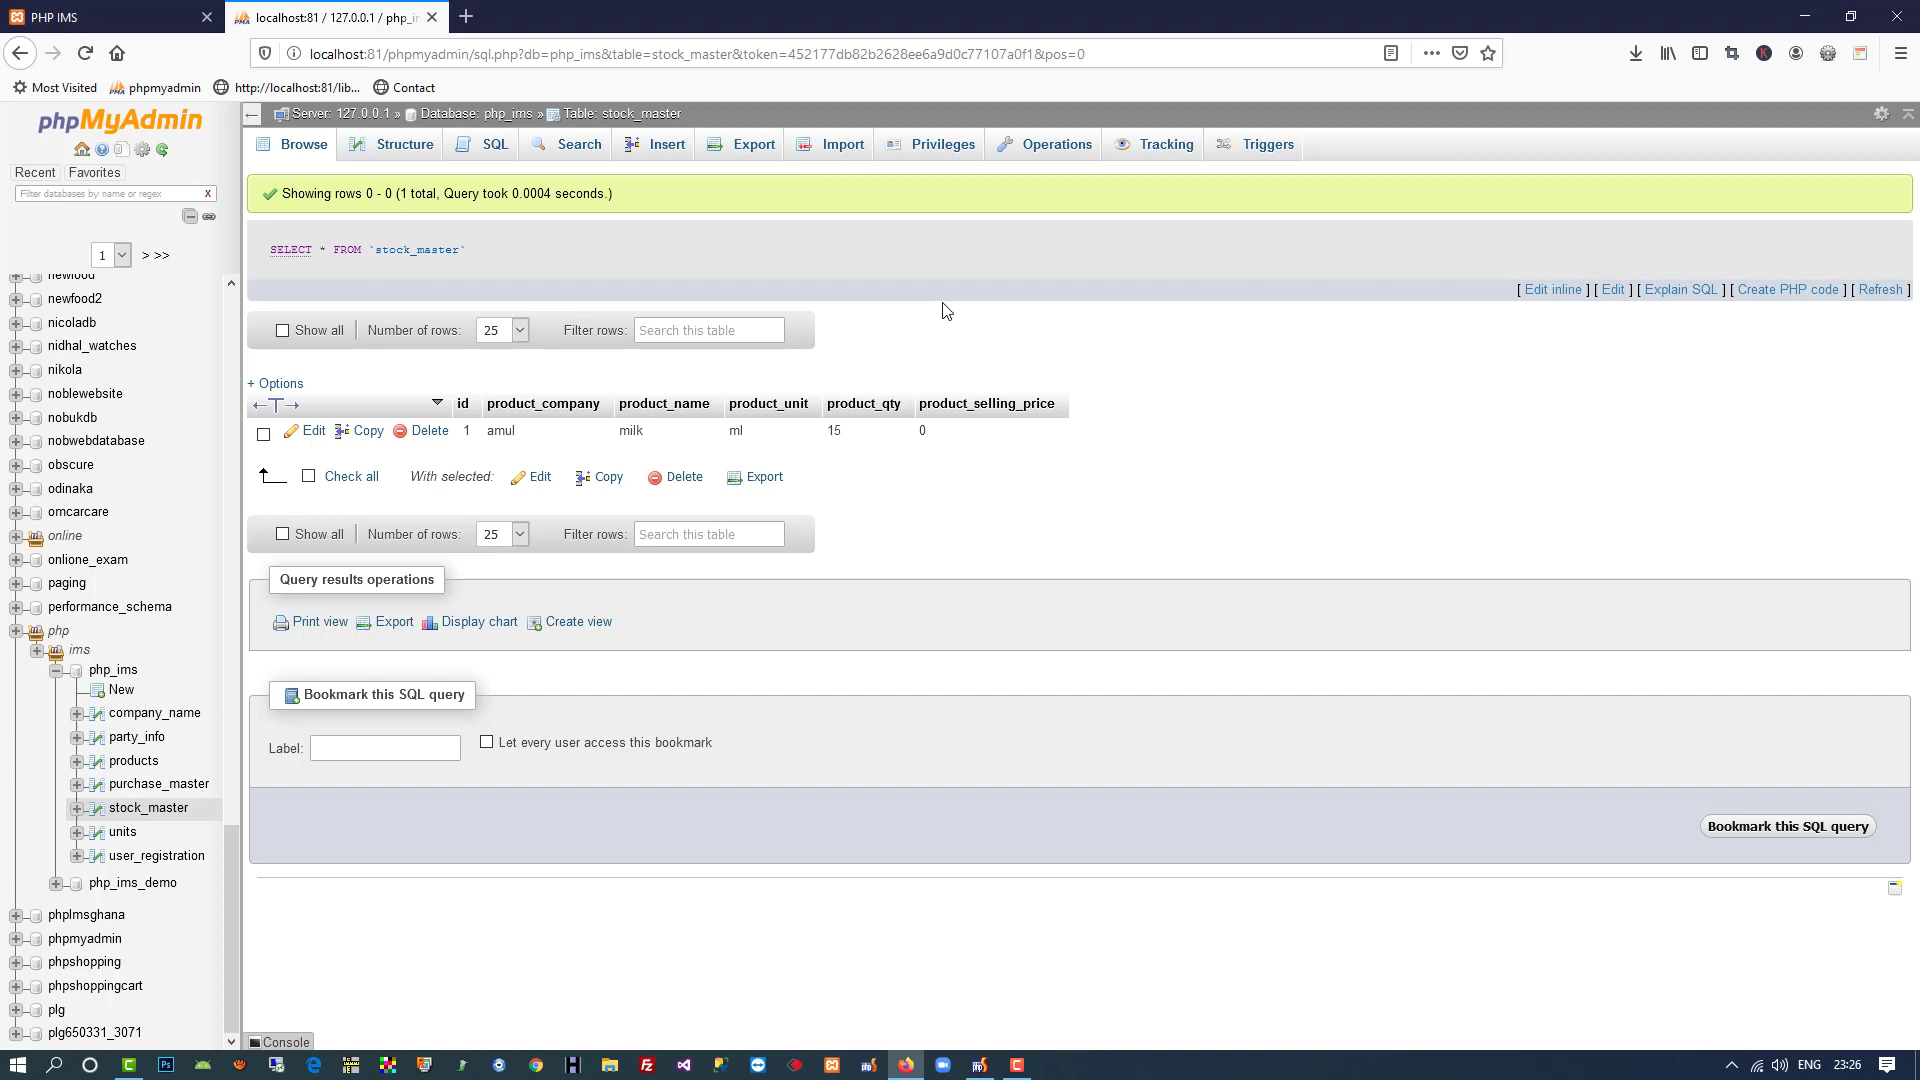 PHP IMS
localhost:81 / 127.0.0.1 / php_i
localhost:81/phpmyadmin/sql.php?db=php_ims&table=stock_master&token=452177db82b2628ee6a9d0c77107a0f1&pos=0
Most Visited
phpmyadmin
http://localhost:81/lib...
Contact
phpMyAdmin
Server: 127.0.0.1 » Database: php_ims » Table: stock_master
Browse
Structure
SQL
Search
Insert
Export
Import
Privileges
Operations
Tracking
Triggers
Recent
Favorites
Filter databases by name or regex
X
1
> >>
newfood
newfood2
nicoladb
nidhal_watches
nikola
noblewebsite
nobukdb
nobwebdatabase
obscure
odinaka
omcarcare
online
onlione_exam
paging
performance_schema
php
ims
php_ims
New
company_name
party_info
products
purchase_master
stock_master
units
user_registration
php_ims_demo
phplmsghana
phpmyadmin
phpshopping
phpshoppingcart
plg
plg650331_3071
Showing rows 0 - 0 (1 total, Query took 0.0004 seconds.)
SELECT * FROM `stock_master`
[ Edit inline ] [ Edit ] [ Explain SQL ] [ Create PHP code ] [ Refresh ]
Show all
Number of rows:
25
Filter rows:
Search this table
+ Options
←T→
id product_company product_name product_unit product_qty product_selling_price
Edit Copy Delete 1 amul milk ml 15 0
Check all With selected: Edit Copy Delete Export
Show all
Number of rows:
25
Filter rows:
Search this table
Query results operations
Print view Export Display chart Create view
Bookmark this SQL query
Label:
Let every user access this bookmark
Bookmark this SQL query
Console
ENG
23:26